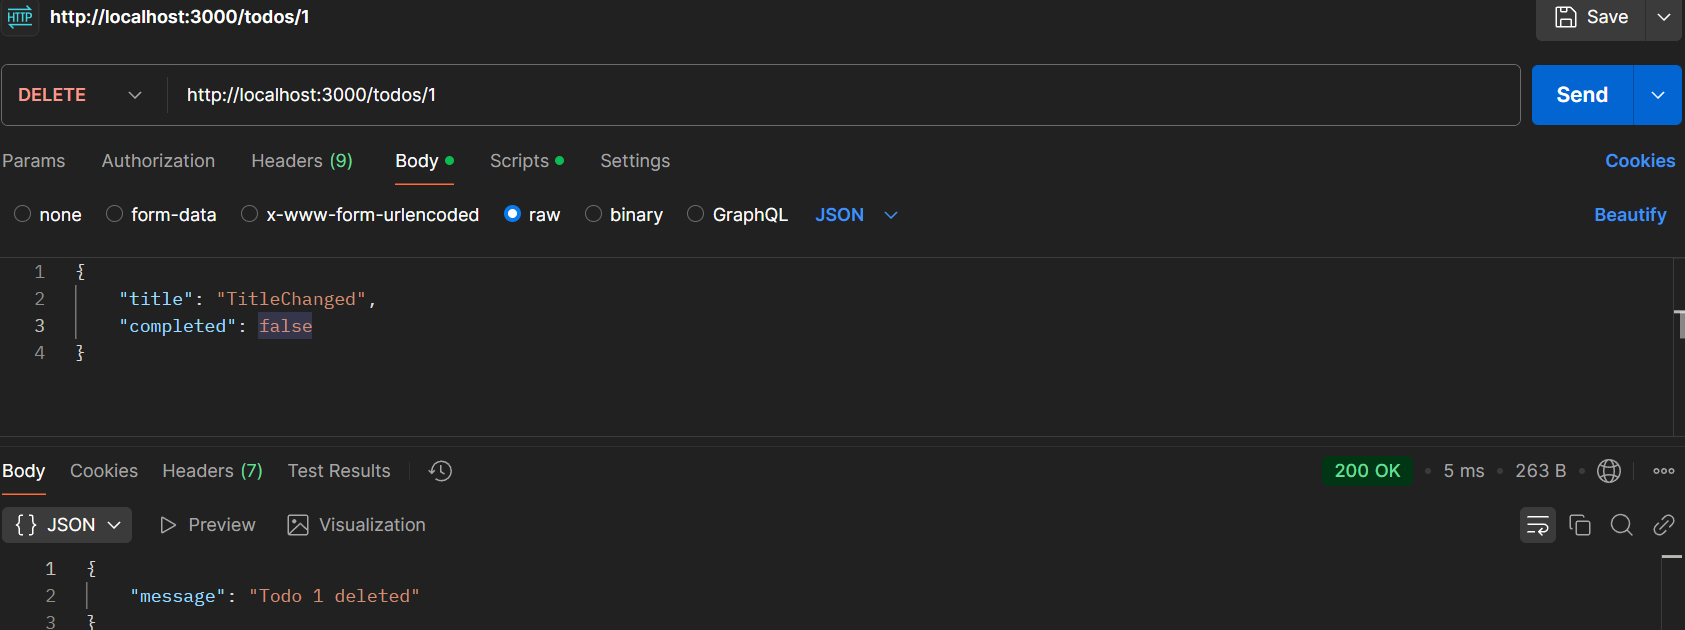 HTTP http://localhost:3000/todos/1 Save
DELETE http://localhost:3000/todos/1 Send
Params Authorization Headers (9) Body Scripts Settings Cookies
none form-data x-www-form-urlencoded raw binary GraphQL JSON Beautify
1 {
2 "title": "TitleChanged",
3 "completed": false
4 }
Body Cookies Headers (7) Test Results 200 OK • 5 ms • 263 B •
{} JSON Preview Visualization
1 {
2 "message": "Todo 1 deleted"
3 }